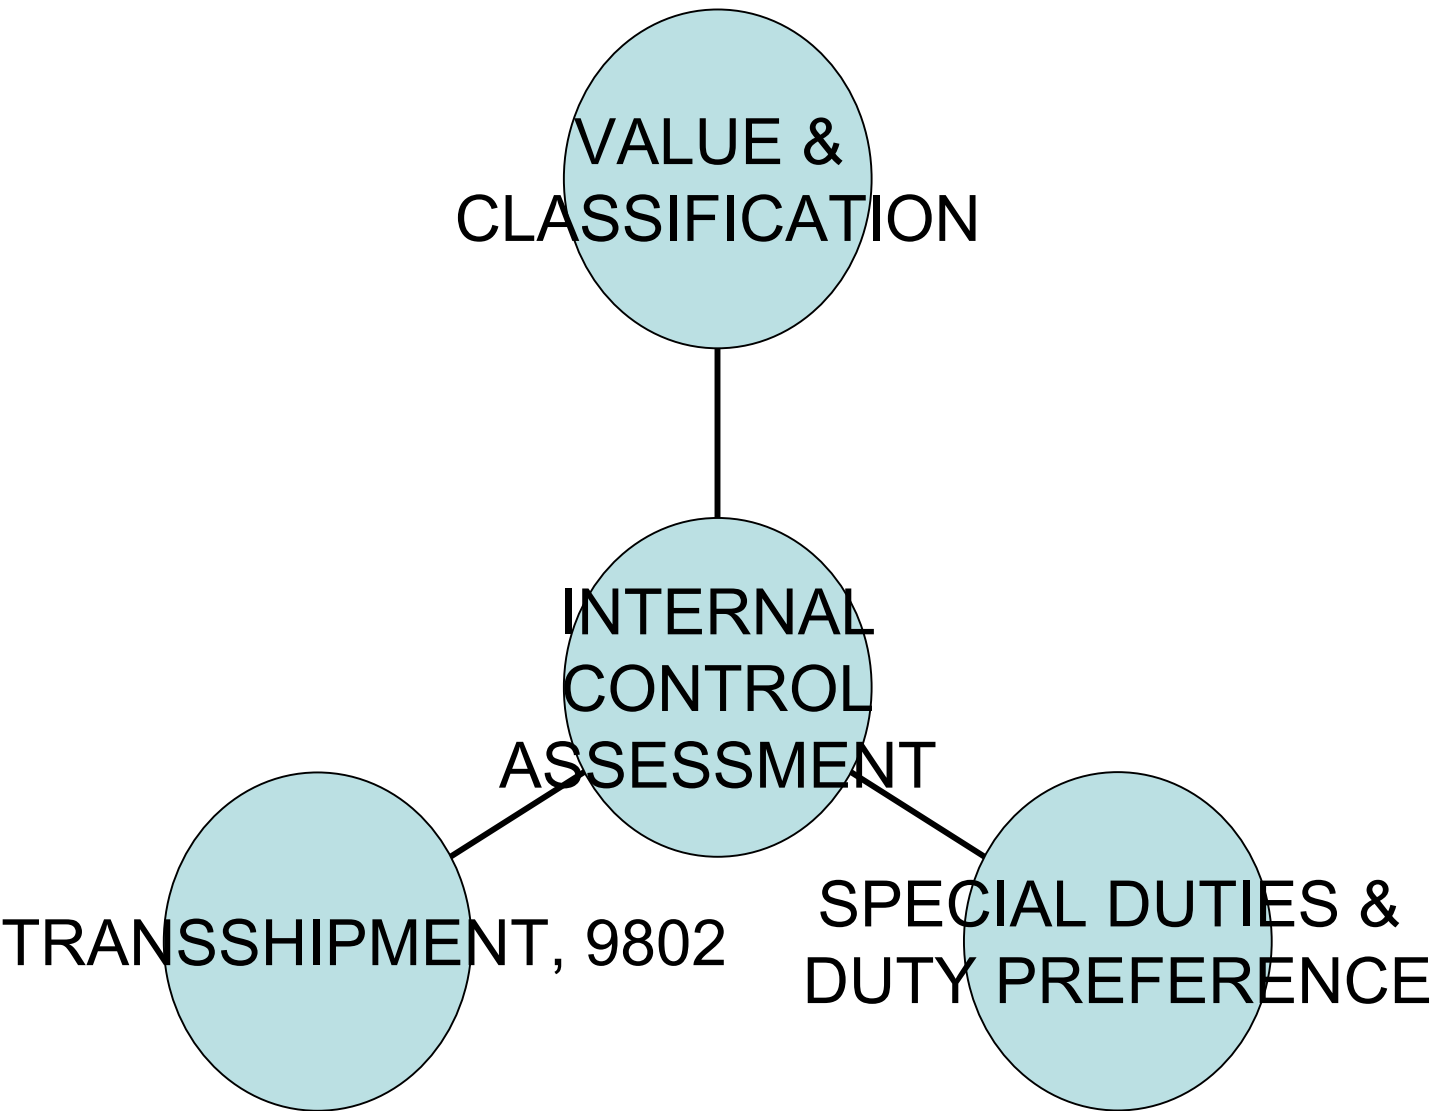 VALUE &
CLASSIFICATION
INTERNAL
CONTROL
ASSESSMENT
TRANSSHIPMENT, 9802
SPECIAL DUTIES &
DUTY PREFERENCE